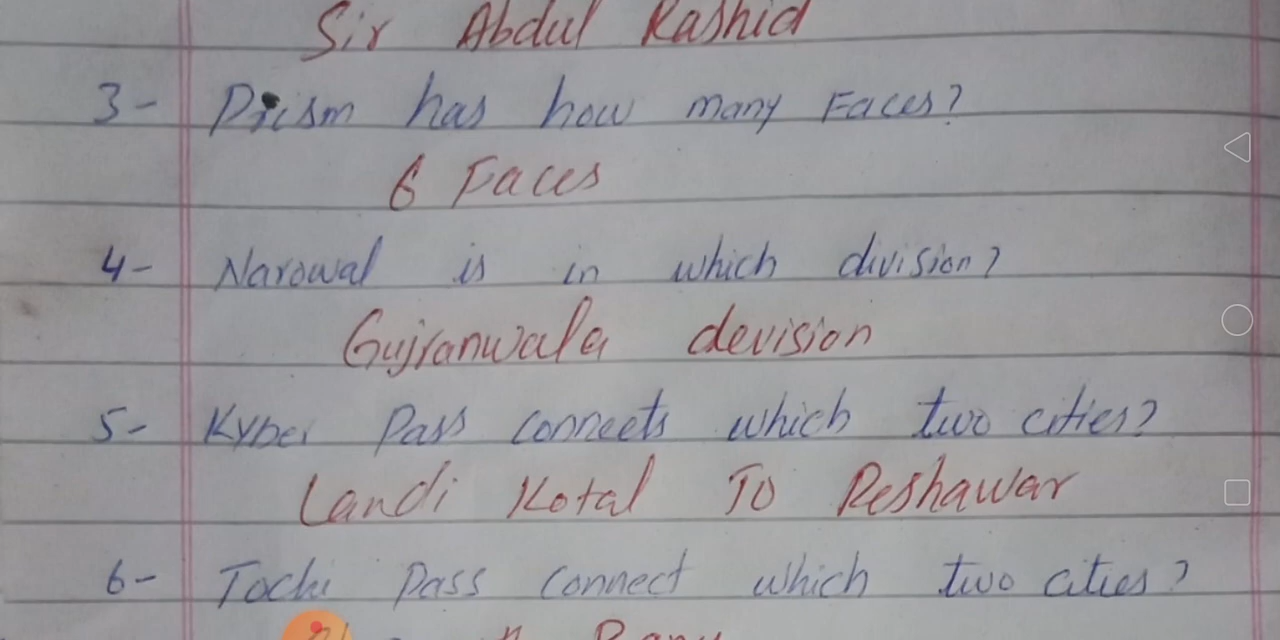 Sir Abdul Rashid
3- Prism has how many Faces?
6 Faces
4- Narowal is in which division?
Gujranwala devision
5- Kyber Pass connects which two cities?
Landi Kotal To Peshawar
6- Tochi Pass connect which two cities?